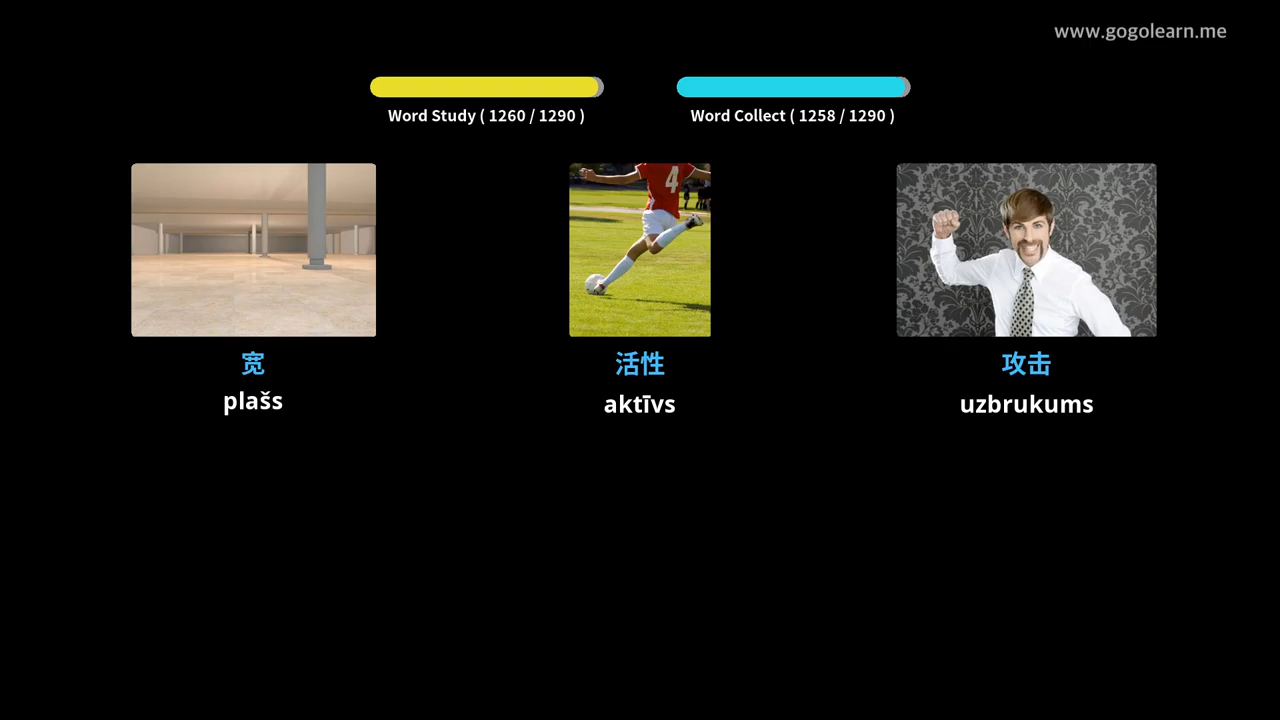 www.gogolearn.me
Word Study ( 1260 / 1290 )
Word Collect ( 1258 / 1290 )
4
宽
活性
攻击
plašs
aktīvs
uzbrukums